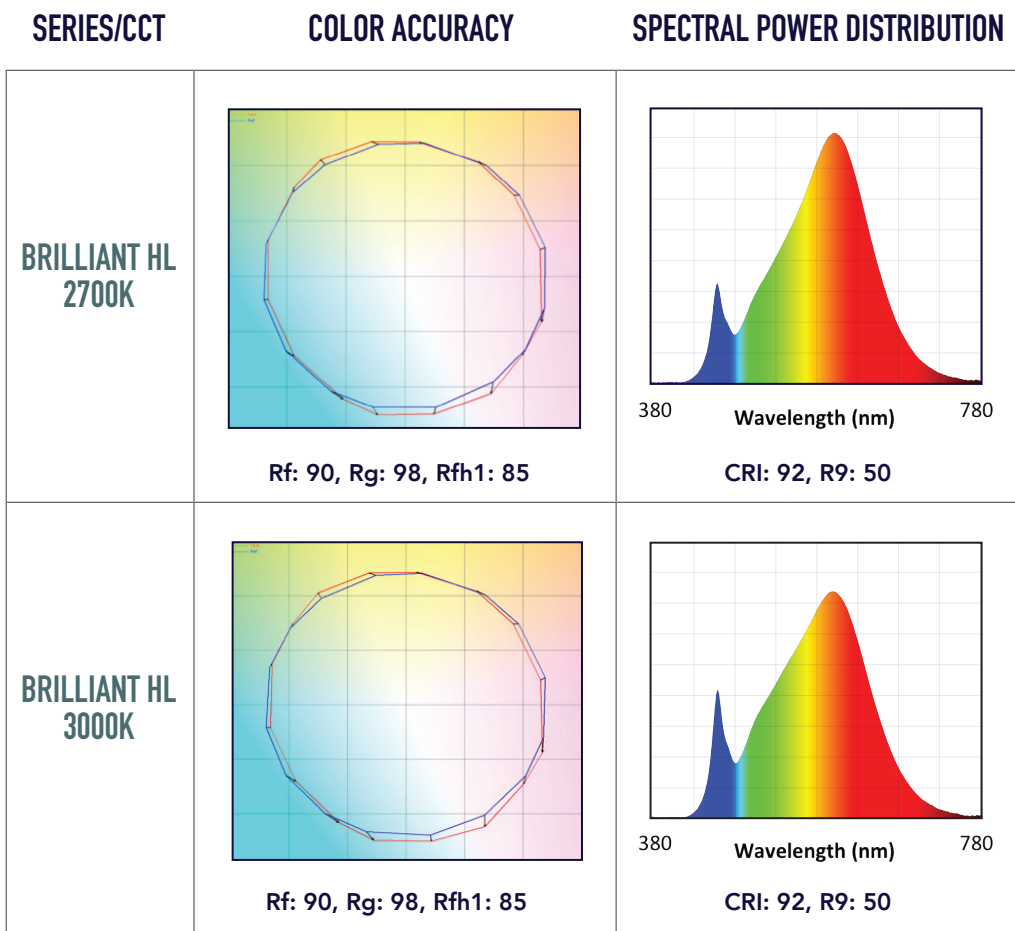 SERIES/CCT
COLOR ACCURACY
SPECTRAL POWER DISTRIBUTION
BRILLIANT HL
2700K
380
780
Wavelength (nm)
Rf: 90, Rg: 98, Rfh1: 85
CRI: 92, R9: 50
BRILLIANT HL
3000K
380
780
Wavelength (nm)
Rf: 90, Rg: 98, Rfh1: 85
CRI: 92, R9: 50